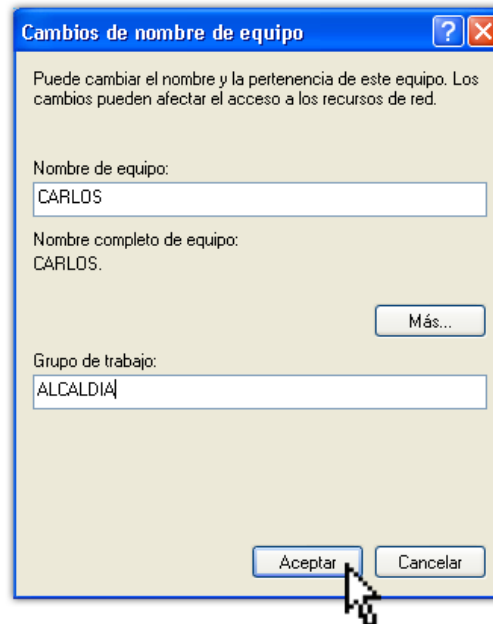 Cambios de nombre de equipo
Puede cambiar el nombre y la pertenencia de este equipo. Los
cambios pueden afectar el acceso a los recursos de red.
Nombre de equipo:
CARLOS
Nombre completo de equipo:
CARLOS.
Más...
Grupo de trabajo:
ALCALDIA
Aceptar
Cancelar